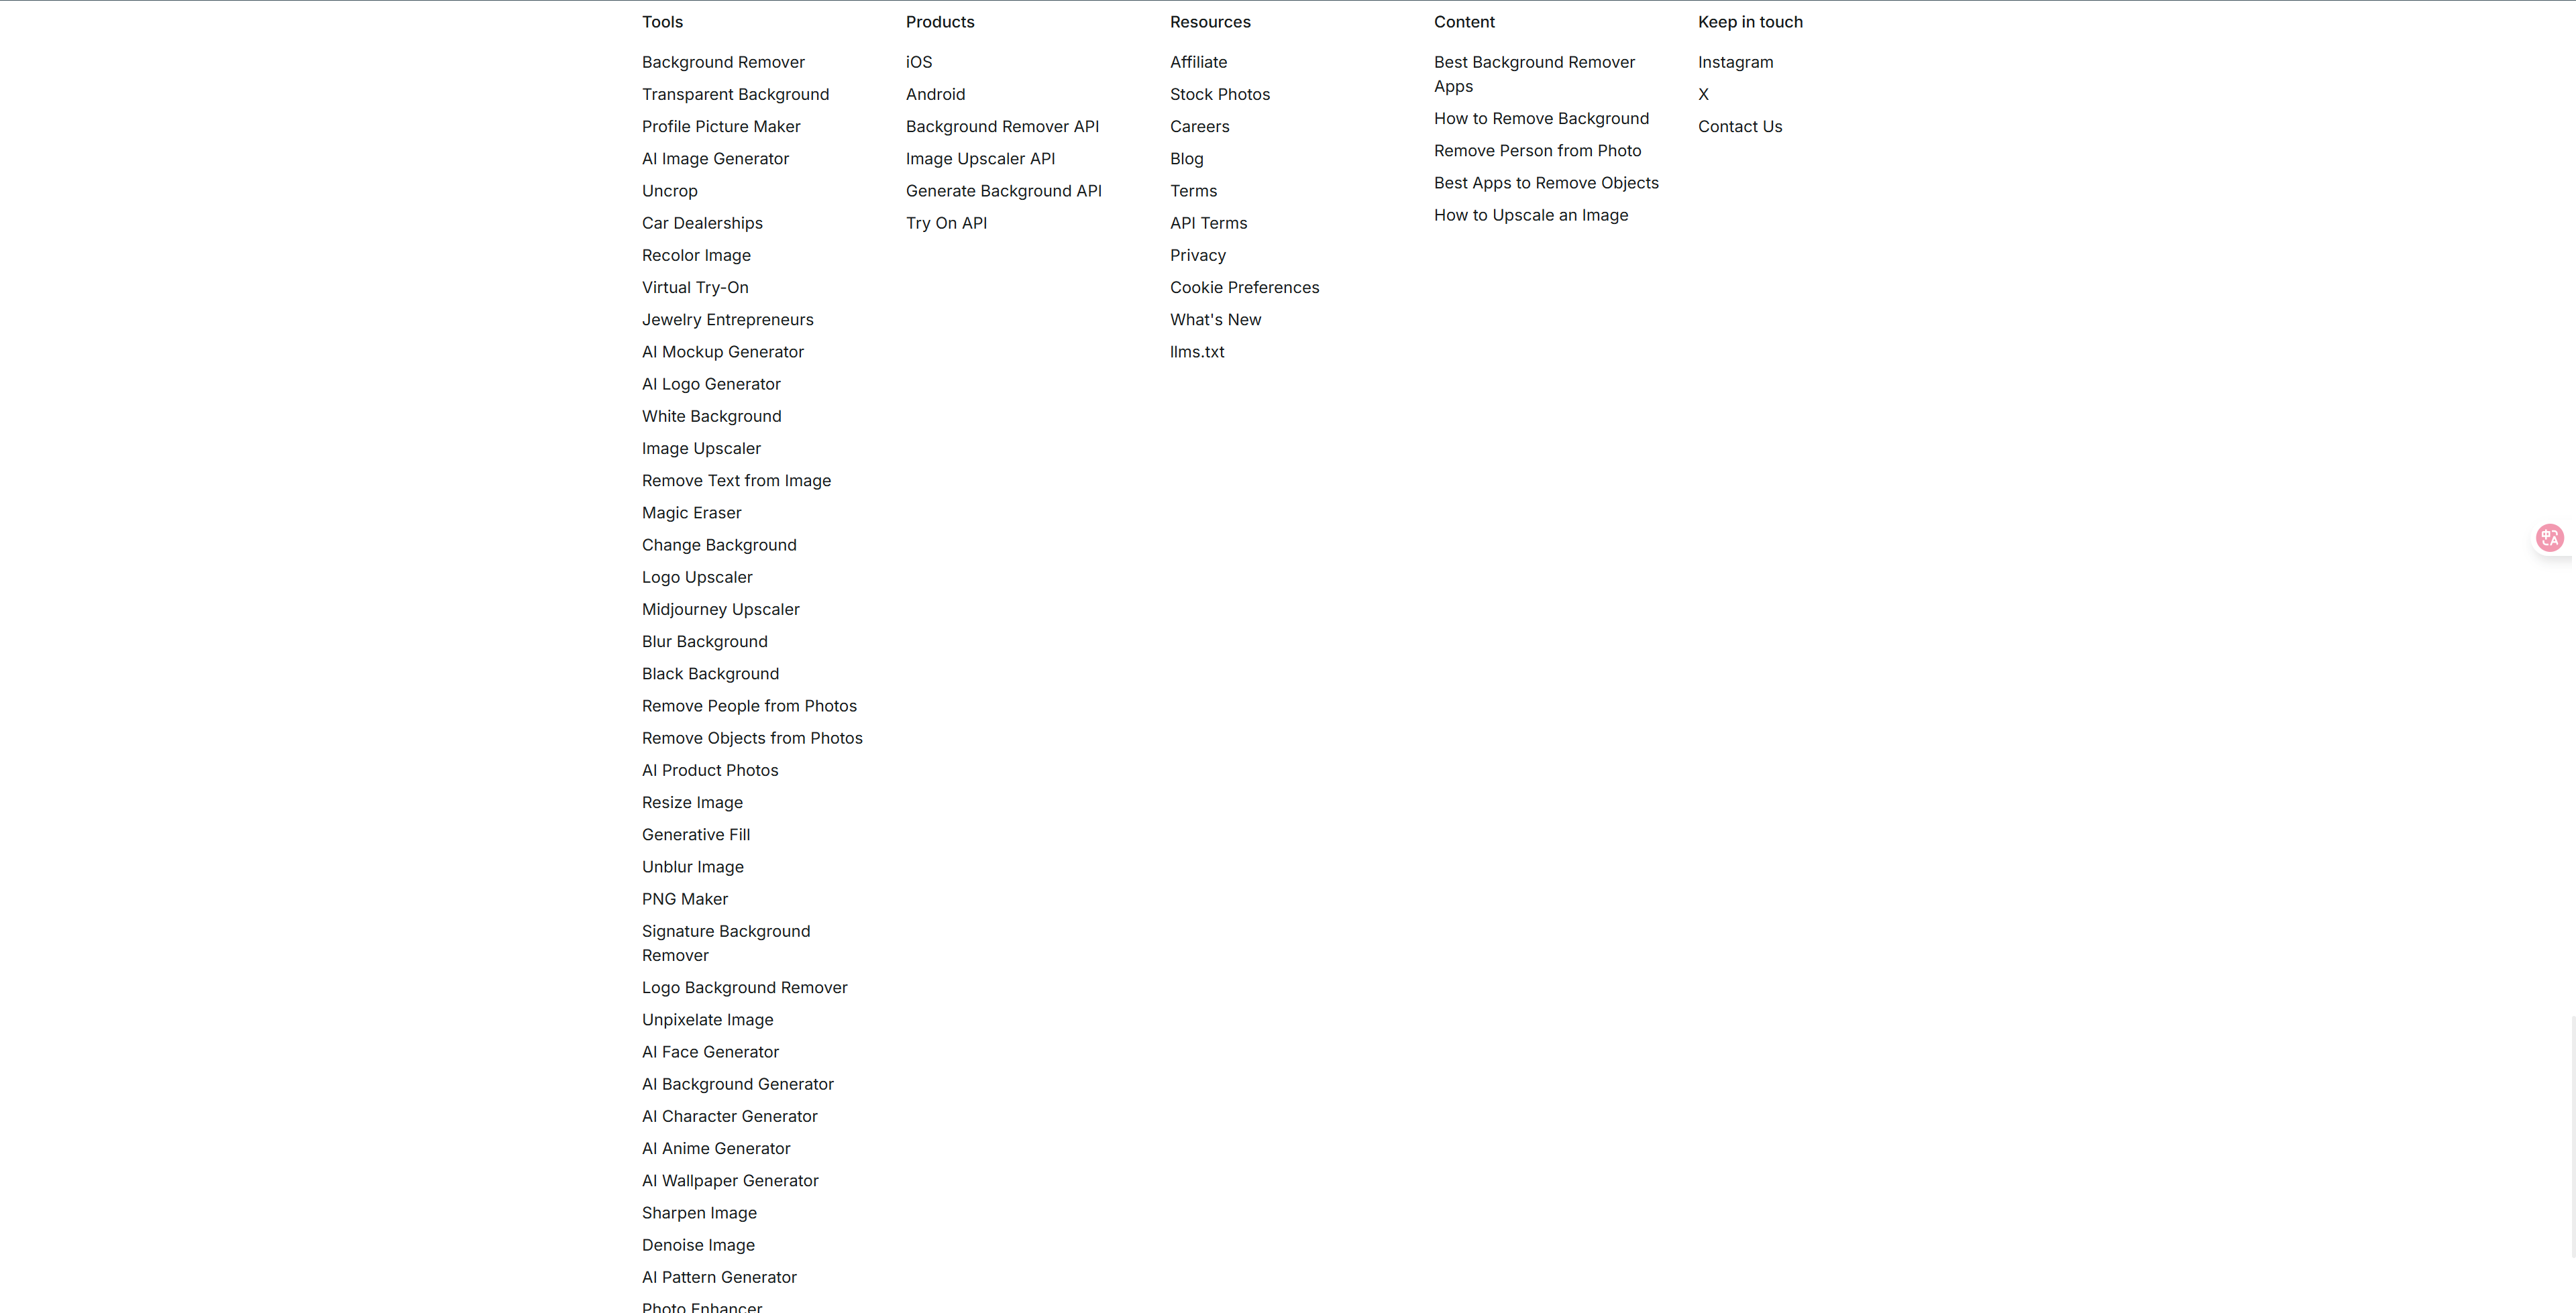 Tools
Background Remover
Transparent Background
Profile Picture Maker
AI Image Generator
Uncrop
Car Dealerships
Recolor Image
Virtual Try-On
Jewelry Entrepreneurs
AI Mockup Generator
AI Logo Generator
White Background
Image Upscaler
Remove Text from Image
Magic Eraser
Change Background
Logo Upscaler
Midjourney Upscaler
Blur Background
Black Background
Remove People from Photos
Remove Objects from Photos
AI Product Photos
Resize Image
Generative Fill
Unblur Image
PNG Maker
Signature Background
Remover
Logo Background Remover
Unpixelate Image
AI Face Generator
AI Background Generator
AI Character Generator
AI Anime Generator
AI Wallpaper Generator
Sharpen Image
Denoise Image
AI Pattern Generator
Photo Enhancer
Products
iOS
Android
Background Remover API
Image Upscaler API
Generate Background API
Try On API
Resources
Affiliate
Stock Photos
Careers
Blog
Terms
API Terms
Privacy
Cookie Preferences
What's New
llms.txt
Content
Best Background Remover
Apps
How to Remove Background
Remove Person from Photo
Best Apps to Remove Objects
How to Upscale an Image
Keep in touch
Instagram
X
Contact Us
中
A